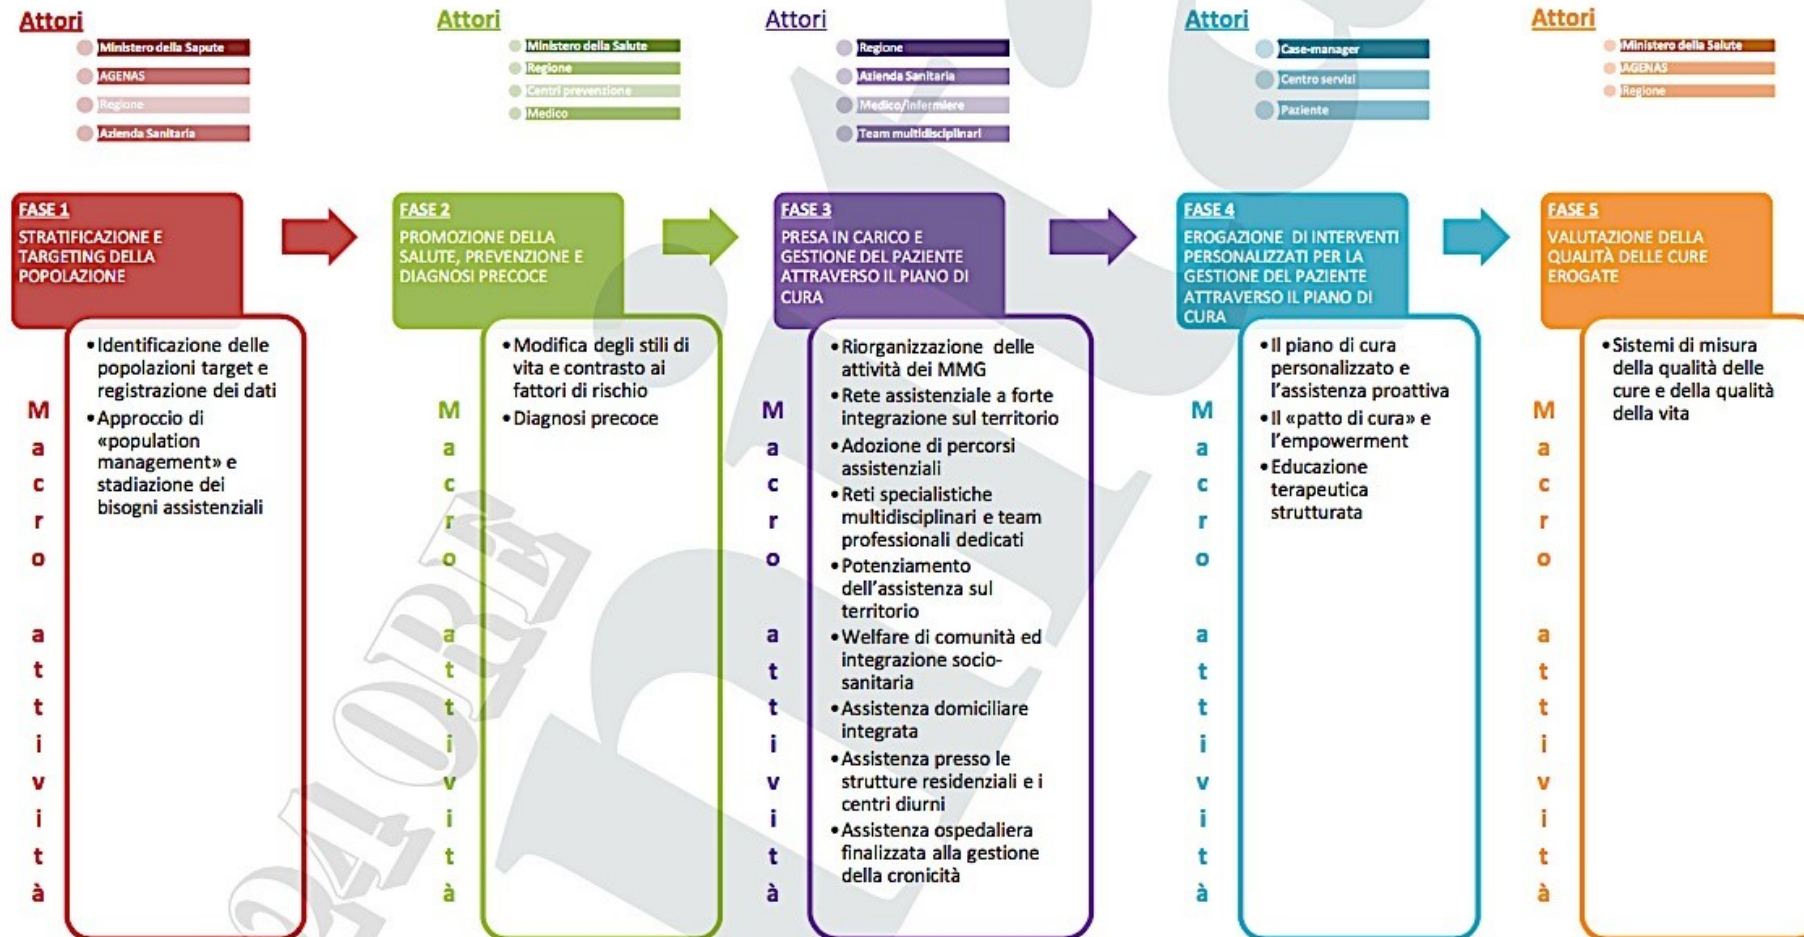 Attori
Ministero della Sapute
AGENAS
Regione
Azienda Sanitaria
Attori
Ministero della Salute
Regione
Centri prevenzione
Medico
Attori
Regione
Azienda Sanitaria
Medico/infermiere
Team multidisciplinari
Attori
Case-manager
Centro servizi
Paziente
Attori
Ministero della Salute
AGENAS
Regione
FASE 1
STRATIFICAZIONE E
TARGETING DELLA
POPOLAZIONE
Macro attività
•Identificazione delle
popolazioni target e
registrazione dei dati
•Approccio di
«population
management» e
stadiazione dei
bisogni assistenziali
FASE 2
PROMOZIONE DELLA
SALUTE, PREVENZIONE E
DIAGNOSI PRECOCE
Macro attività
•Modifica degli stili di
vita e contrasto ai
fattori di rischio
•Diagnosi precoce
FASE 3
PRESA IN CARICO E
GESTIONE DEL PAZIENTE
ATTRAVERSO IL PIANO DI
CURA
Macro attività
•Riorganizzazione delle
attività dei MMG
•Rete assistenziale a forte
integrazione sul territorio
•Adozione di percorsi
assistenziali
•Reti specialistiche
multidisciplinari e team
professionali dedicati
•Potenziamento
dell'assistenza sul
territorio
•Welfare di comunità ed
integrazione socio-
sanitaria
•Assistenza domiciliare
integrata
•Assistenza presso le
strutture residenziali e i
centri diurni
•Assistenza ospedaliera
finalizzata alla gestione
della cronicità
FASE 4
EROGAZIONE DI INTERVENTI
PERSONALIZZATI PER LA
GESTIONE DEL PAZIENTE
ATTRAVERSO IL PIANO DI
CURA
Macro attività
•Il piano di cura
personalizzato e
l'assistenza proattiva
•Il «patto di cura» e
l'empowerment
•Educazione
terapeutica
strutturata
FASE 5
VALUTAZIONE DELLA
QUALITÀ DELLE CURE
EROGATE
Macro attività
•Sistemi di misura
della qualità delle
cure e della qualità
della vita
24 ORE